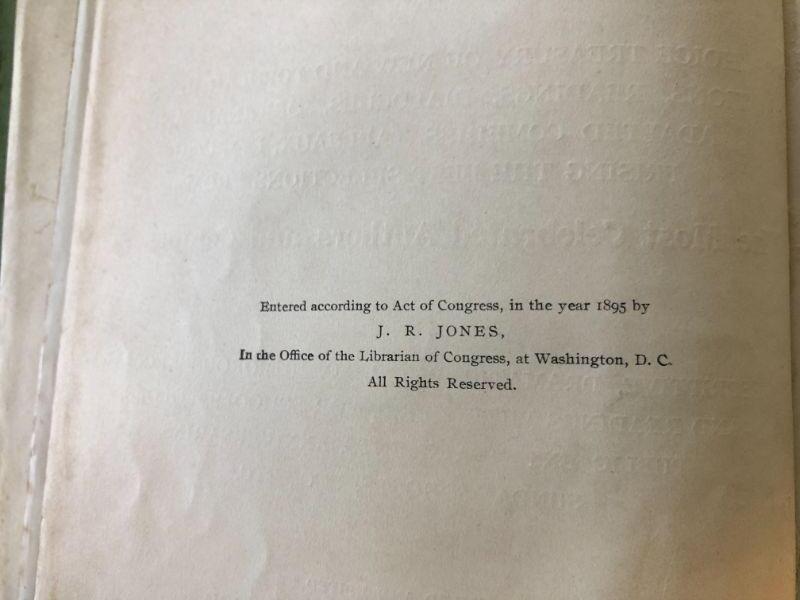 Entered according to Act of Congress, in the year 1895 by
J. R. JONES,
In the Office of the Librarian of Congress, at Washington, D. C.
All Rights Reserved.